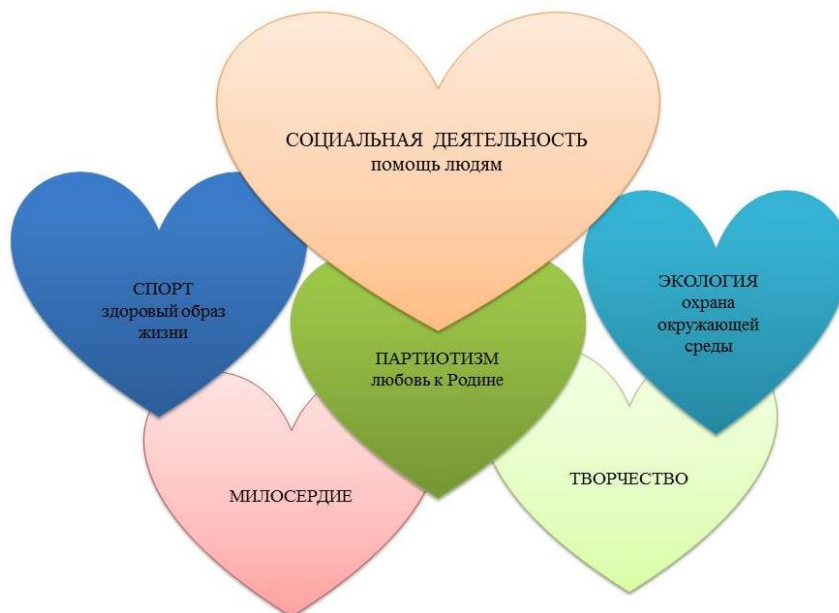 СОЦИАЛЬНАЯ ДЕЯТЕЛЬНОСТЬ
помощь людям
СПОРТ
здоровый образ
жизни
ЭКОЛОГИЯ
охрана
окружающей
среды
ПАРТИОТИЗМ
любовь к Родине
МИЛОСЕРДИЕ
ТВОРЧЕСТВО